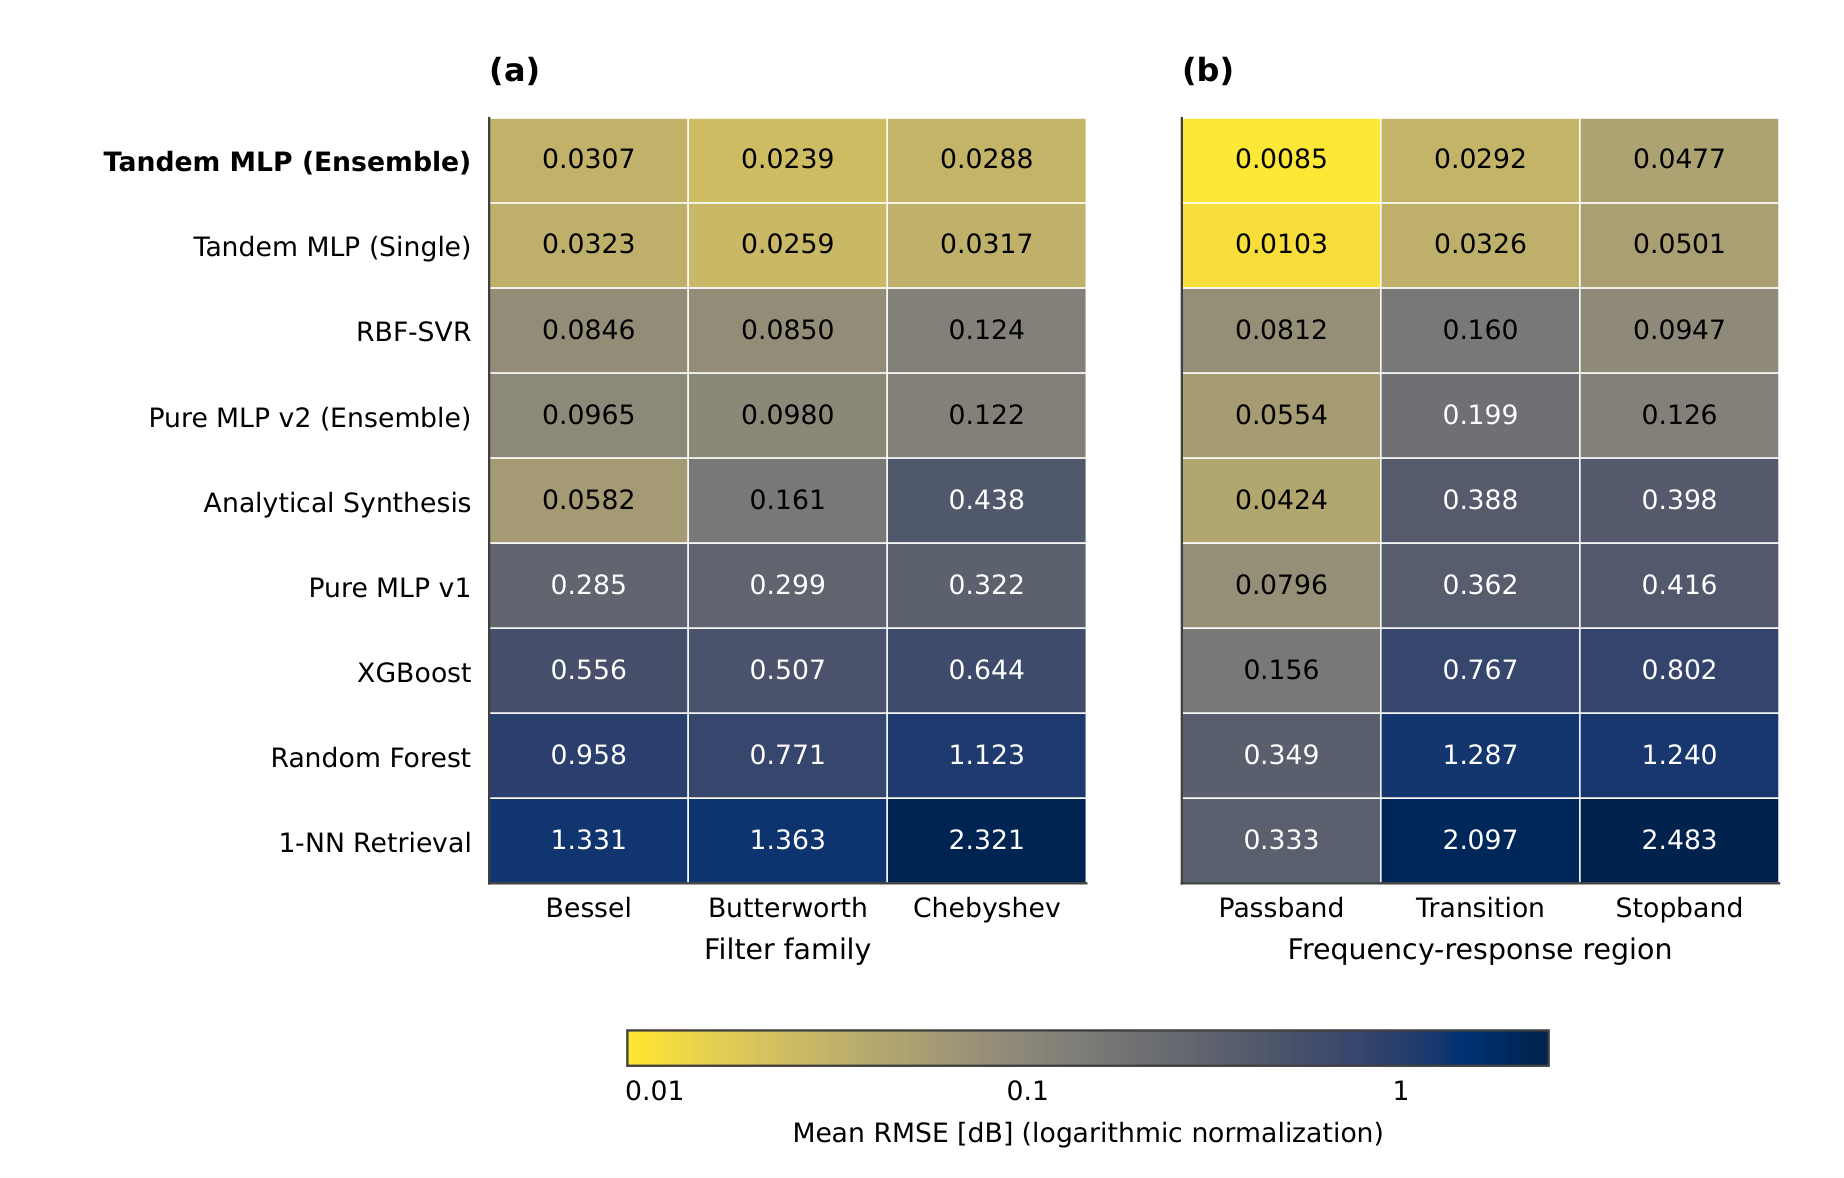 (a) (b)
Tandem MLP (Ensemble) 0.0307 0.0239 0.0288 0.0085 0.0292 0.0477
Tandem MLP (Single) 0.0323 0.0259 0.0317 0.0103 0.0326 0.0501
RBF-SVR 0.0846 0.0850 0.124 0.0812 0.160 0.0947
Pure MLP v2 (Ensemble) 0.0965 0.0980 0.122 0.0554 0.199 0.126
Analytical Synthesis 0.0582 0.161 0.438 0.0424 0.388 0.398
Pure MLP v1 0.285 0.299 0.322 0.0796 0.362 0.416
XGBoost 0.556 0.507 0.644 0.156 0.767 0.802
Random Forest 0.958 0.771 1.123 0.349 1.287 1.240
1-NN Retrieval 1.331 1.363 2.321 0.333 2.097 2.483
Bessel Butterworth Chebyshev Passband Transition Stopband
Filter family Frequency-response region
0.01 0.1 1
Mean RMSE [dB] (logarithmic normalization)